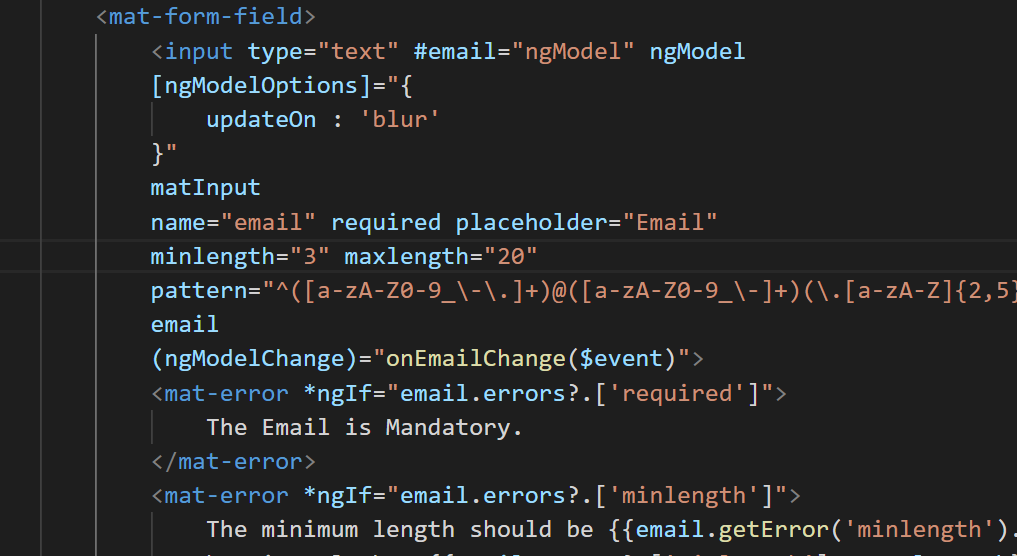 <mat-form-field>
<input type="text" #email="ngModel" ngModel
[ngModelOptions]="{
updateOn : 'blur'
}"
matInput
name="email" required placeholder="Email"
minlength="3" maxlength="20"
pattern="^([a-zA-Z0-9_\-\.]+)@([a-zA-Z0-9_\-]+)(\.[a-zA-Z]{2,5}
email
(ngModelChange)="onEmailChange($event)">
<mat-error *ngIf="email.errors?.['required']">
The Email is Mandatory.
</mat-error>
<mat-error *ngIf="email.errors?.['minlength']">
The minimum length should be {{email.getError('minlength').